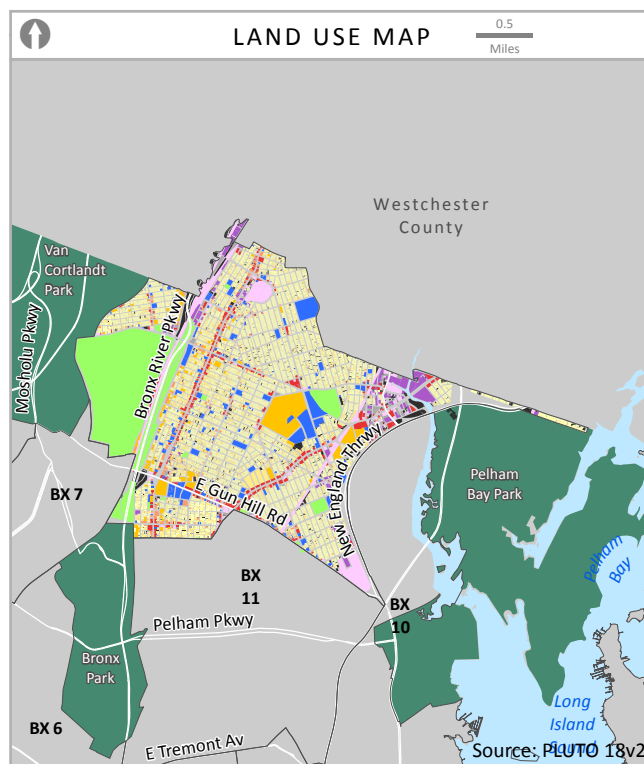 LAND USE MAP
0.5
Miles
Westchester
County
Van
Cortlandt
Park
Mosholu Pkwy
Bronx River Pkwy
New England Thrwy
E Gun Hill Rd
Pelham
Bay Park
Pelham
Bay
BX 7
BX
11
BX
10
Pelham Pkwy
Bronx
Park
BX 6
E Tremont Av
Long
Island
Sound
Source: PLUTO 18v2